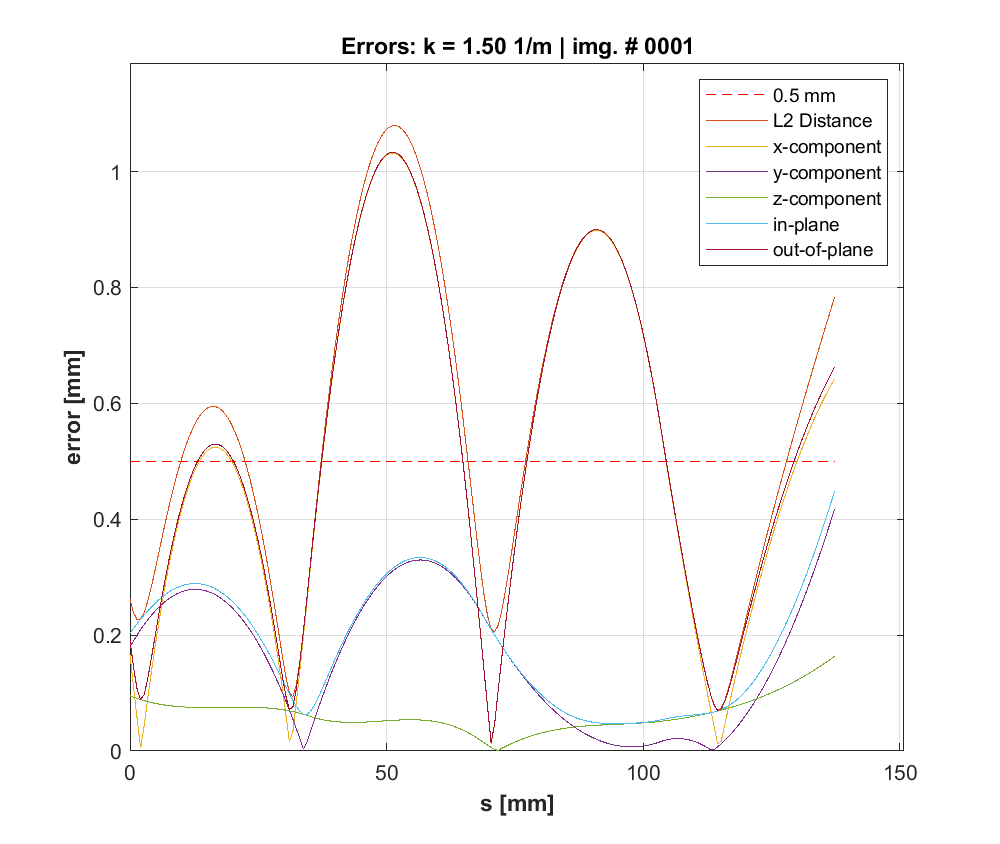 Errors: k = 1.50 1/m | img. # 0001
0.5 mm
L2 Distance
x-component
y-component
z-component
in-plane
out-of-plane
1
0.8
0.6
0.4
0.2
0
error [mm]
0
50
100
150
s [mm]